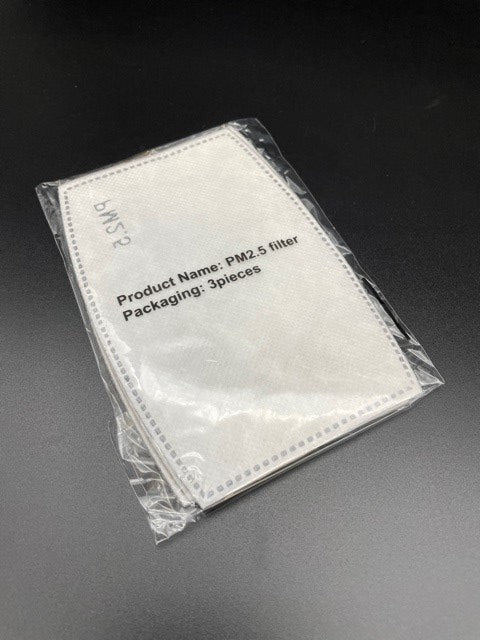 PM2.5
Product Name: PM2.5 filter
Packaging: 3pieces